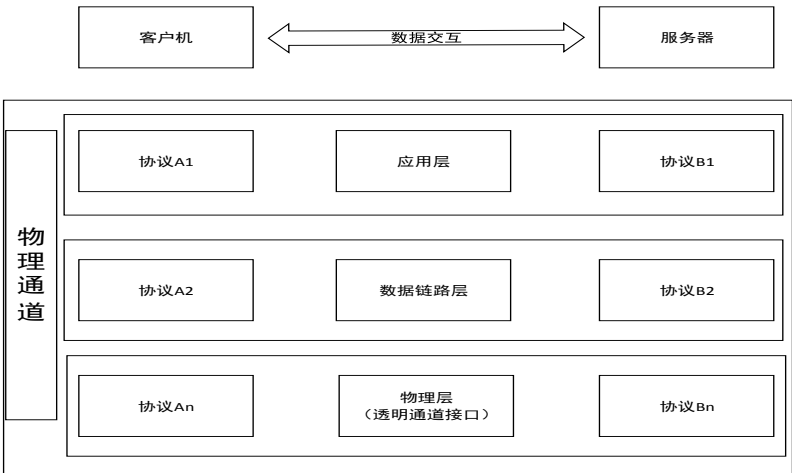 客户机
数据交互
服务器
物理通道
协议A1
应用层
协议B1
协议A2
数据链路层
协议B2
协议An
物理层
（透明通道接口）
协议Bn